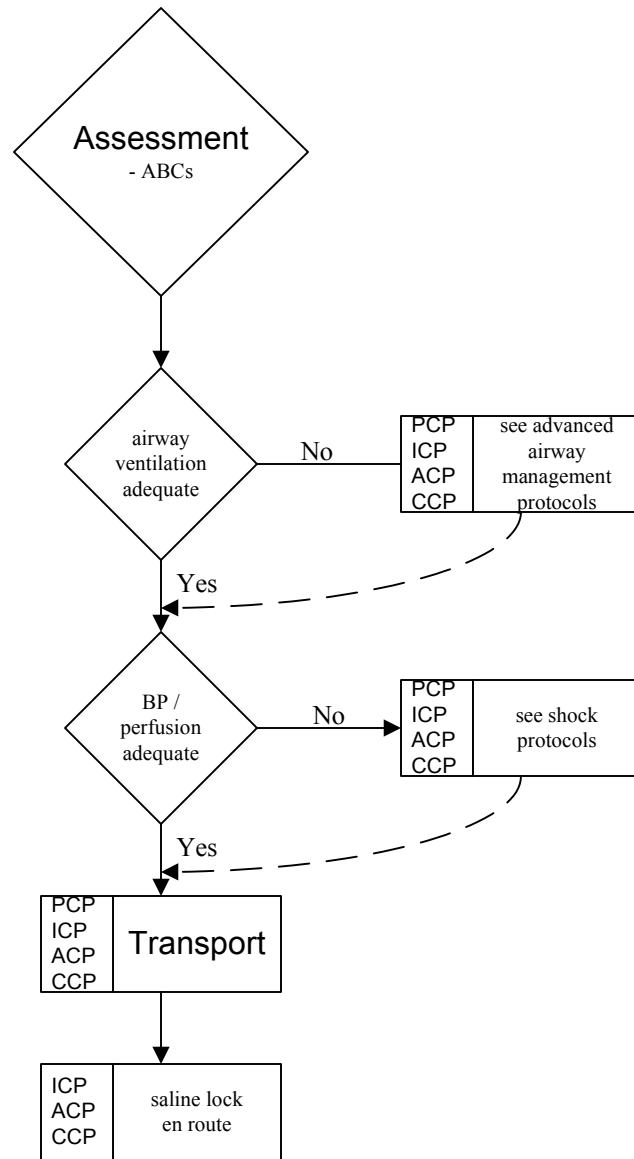 Assessment
- ABCs
airway
ventilation
adequate
No
PCP
ICP
ACP
CCP
see advanced
airway
management
protocols
Yes
BP /
perfusion
adequate
No
PCP
ICP
ACP
CCP
see shock
protocols
Yes
PCP
ICP
ACP
CCP
Transport
ICP
ACP
CCP
saline lock
en route